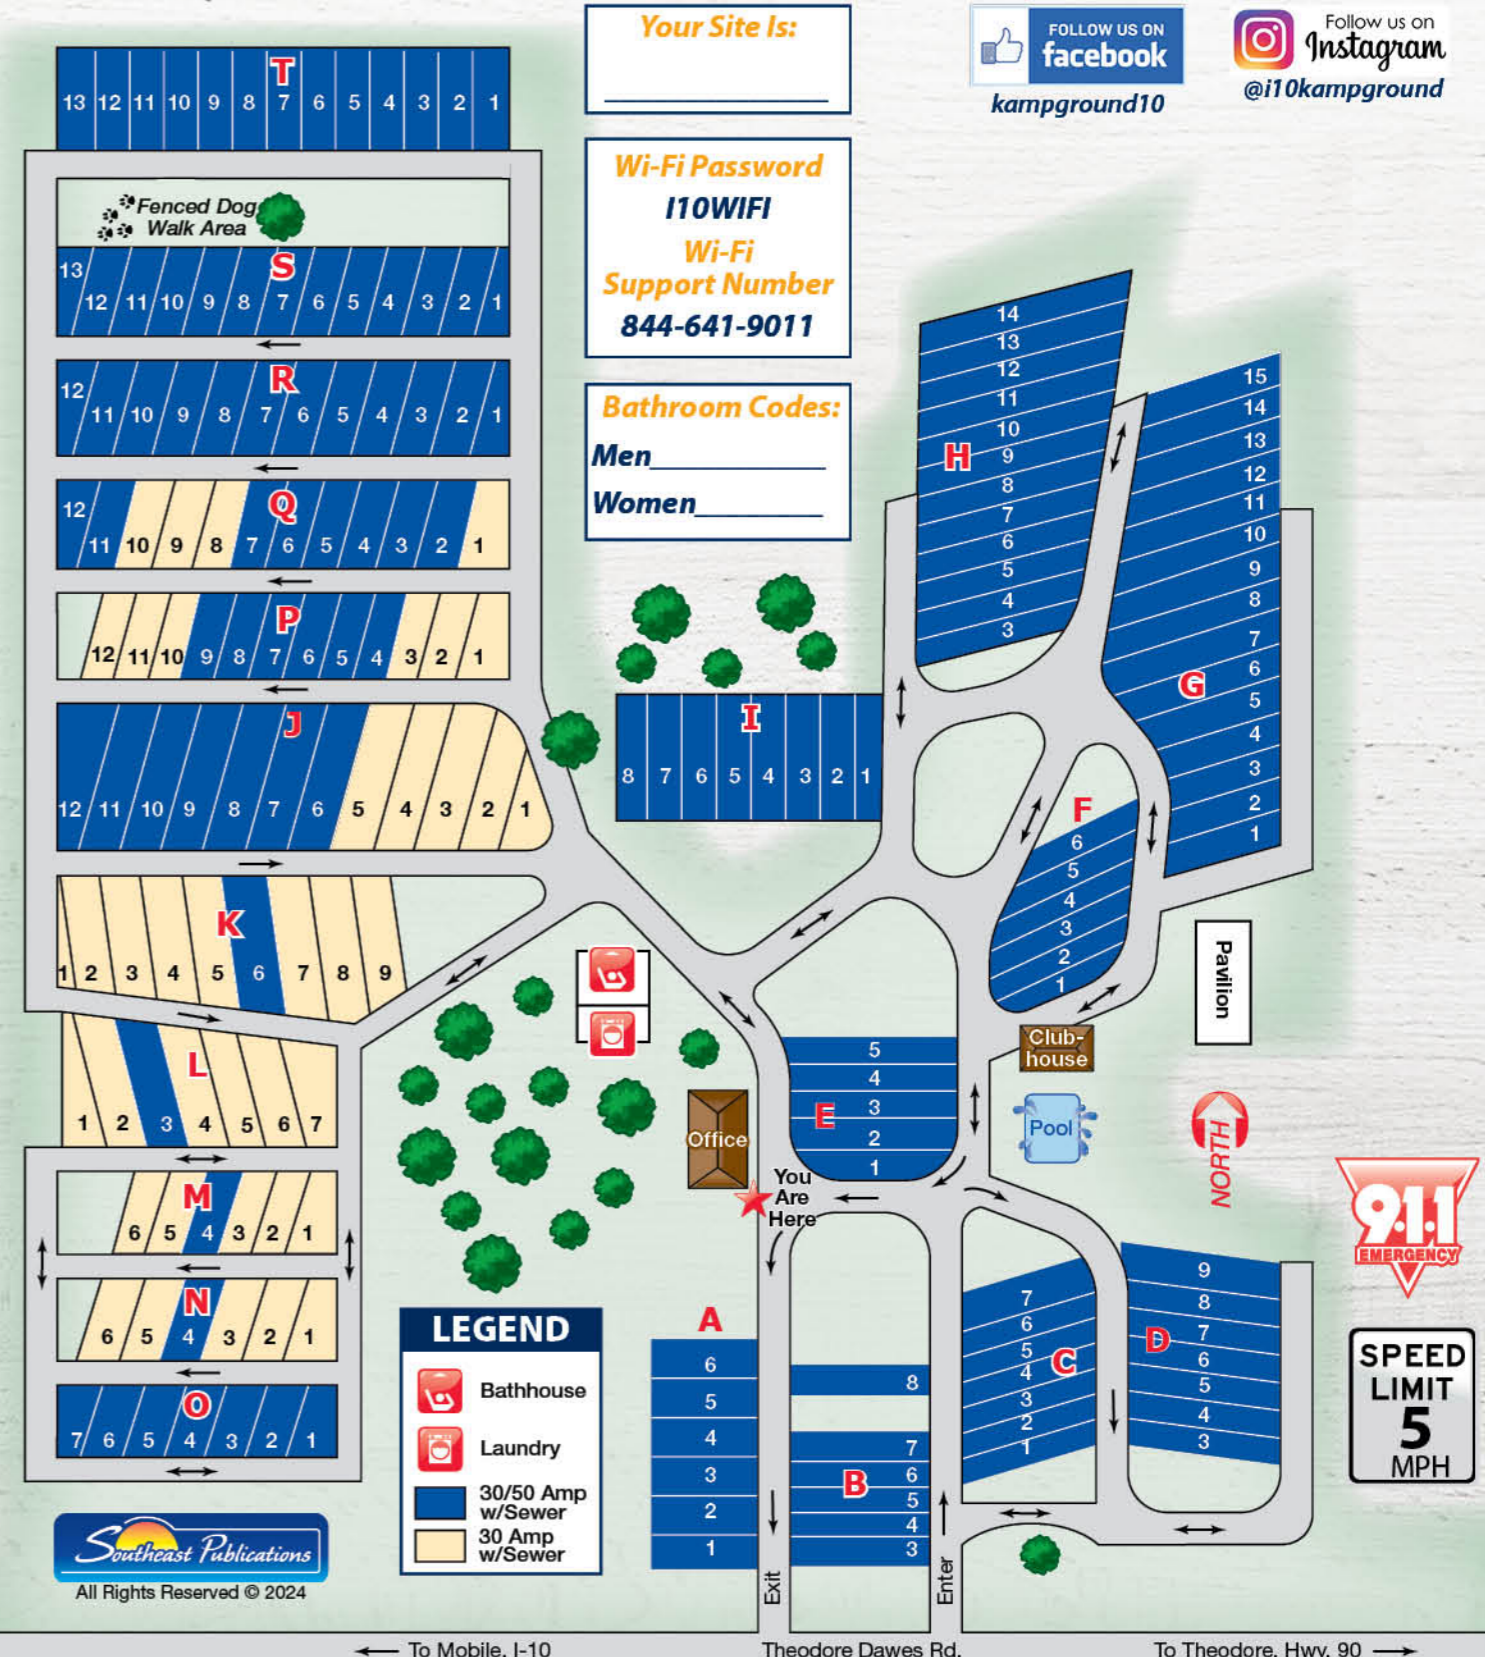 Your Site Is:
FOLLOW US ON
facebook
kampground10
Follow us on
Instagram
@i10kampground
T
13 12 11 10 9 8 7 6 5 4 3 2 1
Wi-Fi Password
I10WIFI
Wi-Fi
Support Number
844-641-9011
Fenced Dog
Walk Area
S
13 12 11 10 9 8 7 6 5 4 3 2 1
R
12 11 10 9 8 7 6 5 4 3 2 1
Bathroom Codes:
Men
Women
Q
12 11 10 9 8 7 6 5 4 3 2 1
P
12 11 10 9 8 7 6 5 4 3 2 1
J
12 11 10 9 8 7 6 5 4 3 2 1
K
1 2 3 4 5 6 7 8 9
L
1 2 3 4 5 6 7
M
6 5 4 3 2 1
N
6 5 4 3 2 1
O
7 6 5 4 3 2 1
I
8 7 6 5 4 3 2 1
H
14
13
12
11
10
9
8
7
6
5
4
3
G
15
14
13
12
11
10
9
8
7
6
5
4
3
2
1
F
6
5
4
3
2
1
Pavilion
Club-
house
Pool
NORTH
E
5
4
3
2
1
Office
You
Are
Here
9-1-1
EMERGENCY
SPEED
LIMIT
5
MPH
A
6
5
4
3
2
1
B
8
7
6
5
4
3
C
7
6
5
4
3
2
1
D
9
8
7
6
5
4
3
LEGEND
Bathhouse
Laundry
30/50 Amp
w/Sewer
30 Amp
w/Sewer
Southeast Publications
All Rights Reserved © 2024
Exit
Enter
To Mobile, I-10
Theodore Dawes Rd.
To Theodore, Hwy. 90